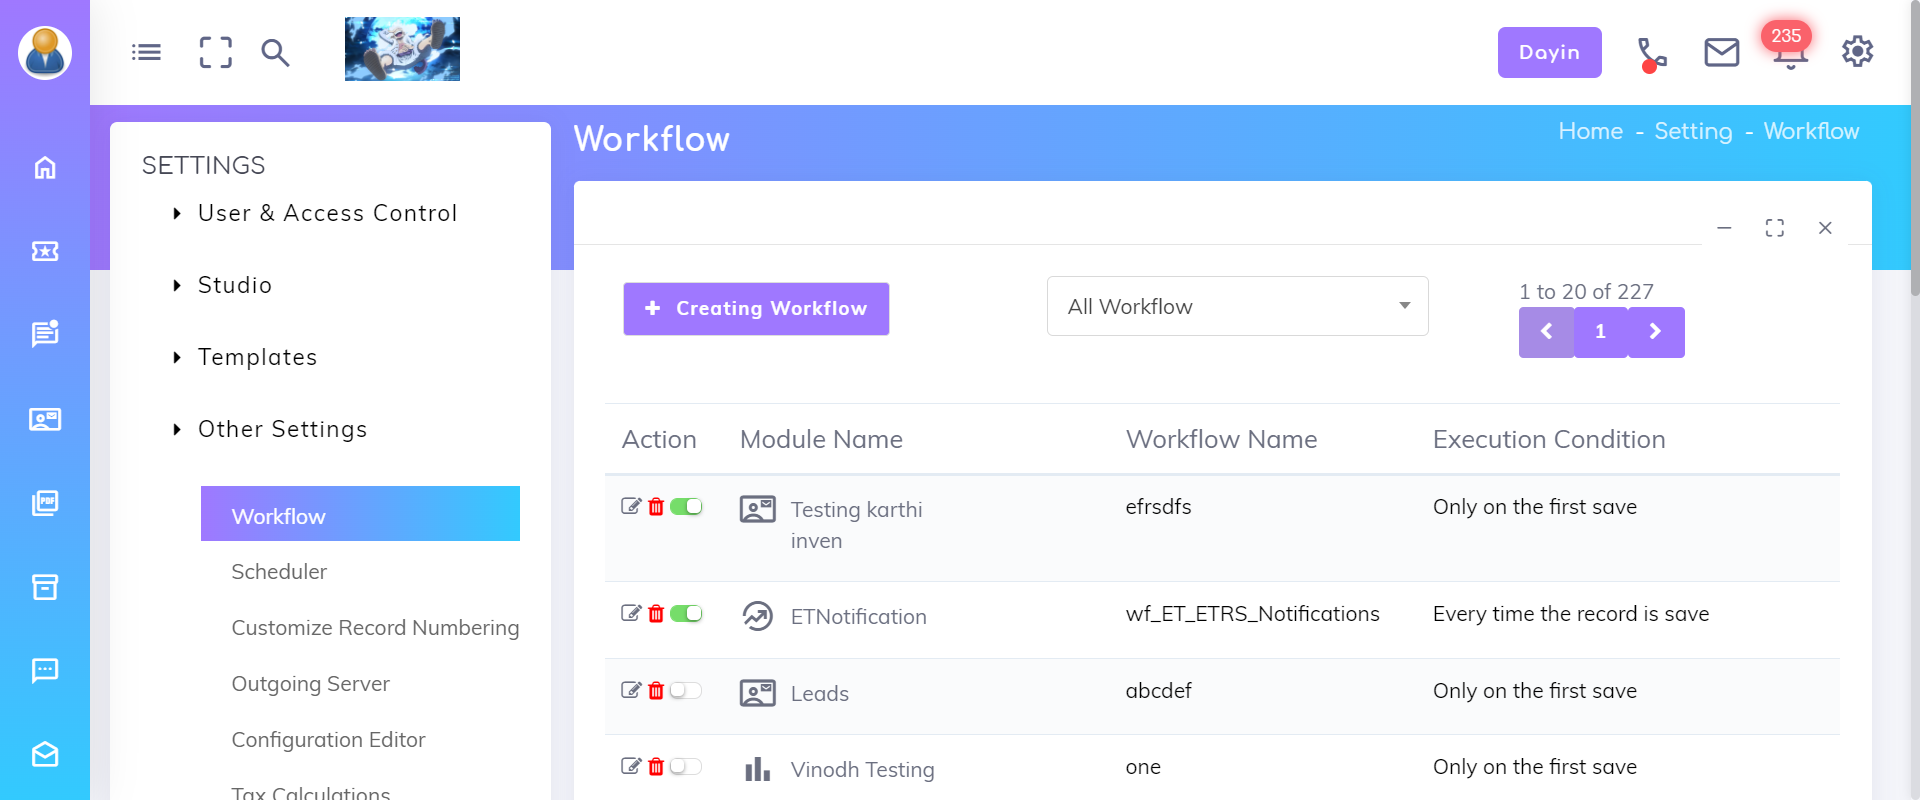 Dayin
235
SETTINGS
User & Access Control
Studio
Templates
Other Settings
Workflow
Scheduler
Customize Record Numbering
Outgoing Server
Configuration Editor
Tax Calculations
Workflow
Home - Setting - Workflow
+ Creating Workflow
All Workflow
1 to 20 of 227
1
Action Module Name Workflow Name Execution Condition
Testing karthi efrsdfs Only on the first save
inven
ETNotification wf_ET_ETRS_Notifications Every time the record is save
Leads abcdef Only on the first save
Vinodh Testing one Only on the first save
PDF